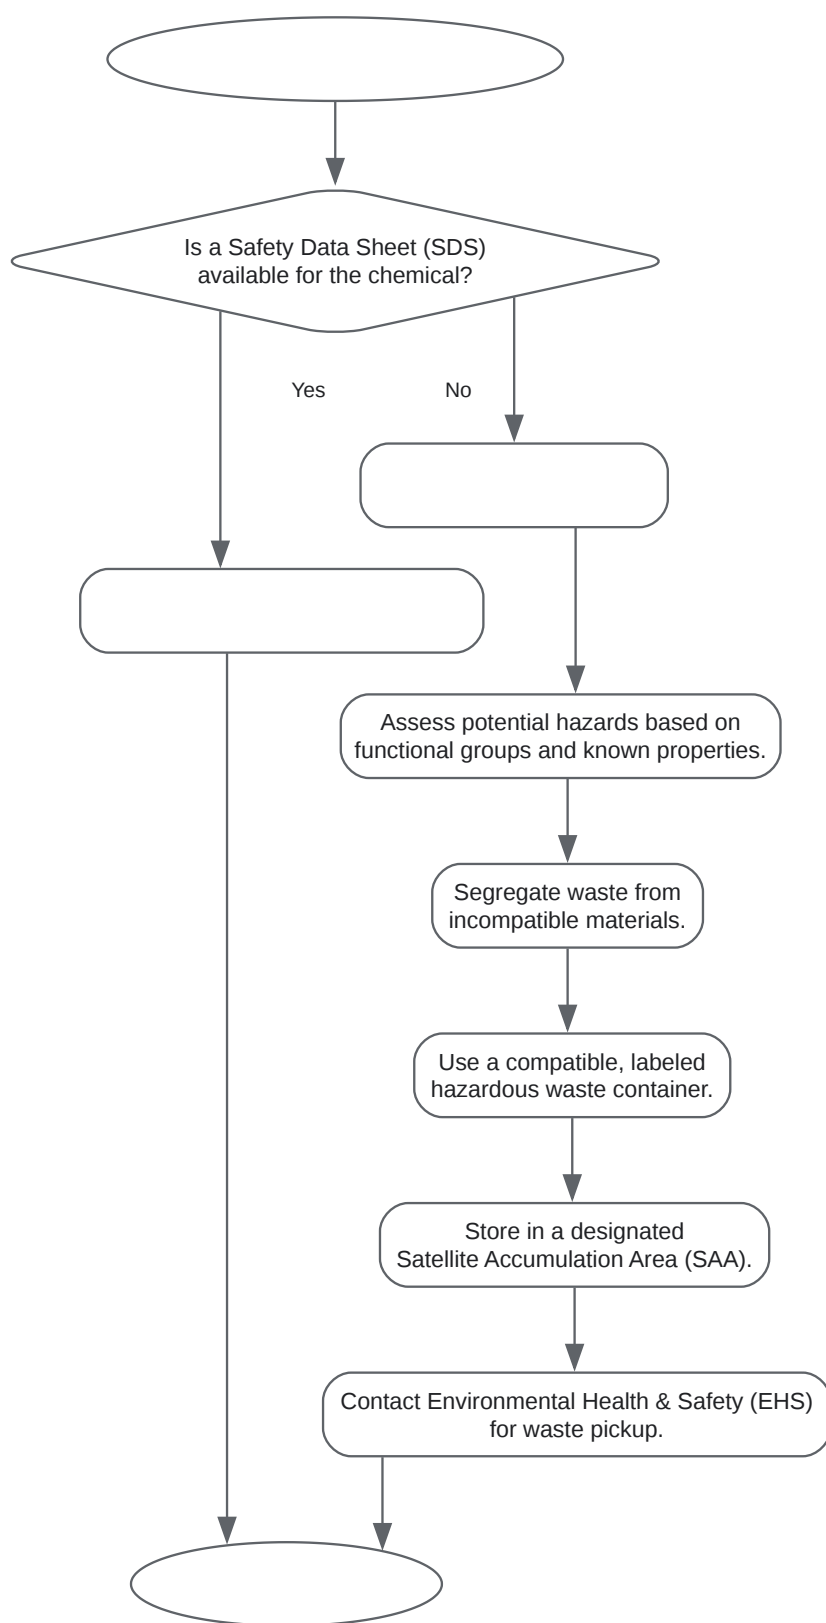 Is a Safety Data Sheet (SDS)
available for the chemical?
Yes
No
Assess potential hazards based on
functional groups and known properties.
Segregate waste from
incompatible materials.
Use a compatible, labeled
hazardous waste container.
Store in a designated
Satellite Accumulation Area (SAA).
Contact Environmental Health & Safety (EHS)
for waste pickup.